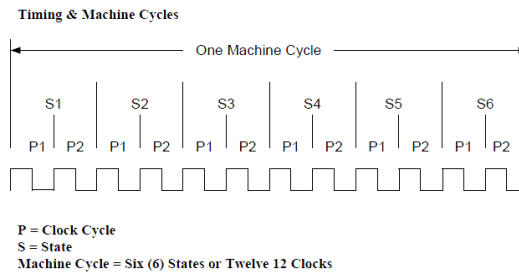 Timing & Machine Cycles
One Machine Cycle
S1 S2 S3 S4 S5 S6
P1 P2 P1 P2 P1 P2 P1 P2 P1 P2 P1 P2
P = Clock Cycle
S = State
Machine Cycle = Six (6) States or Twelve 12 Clocks